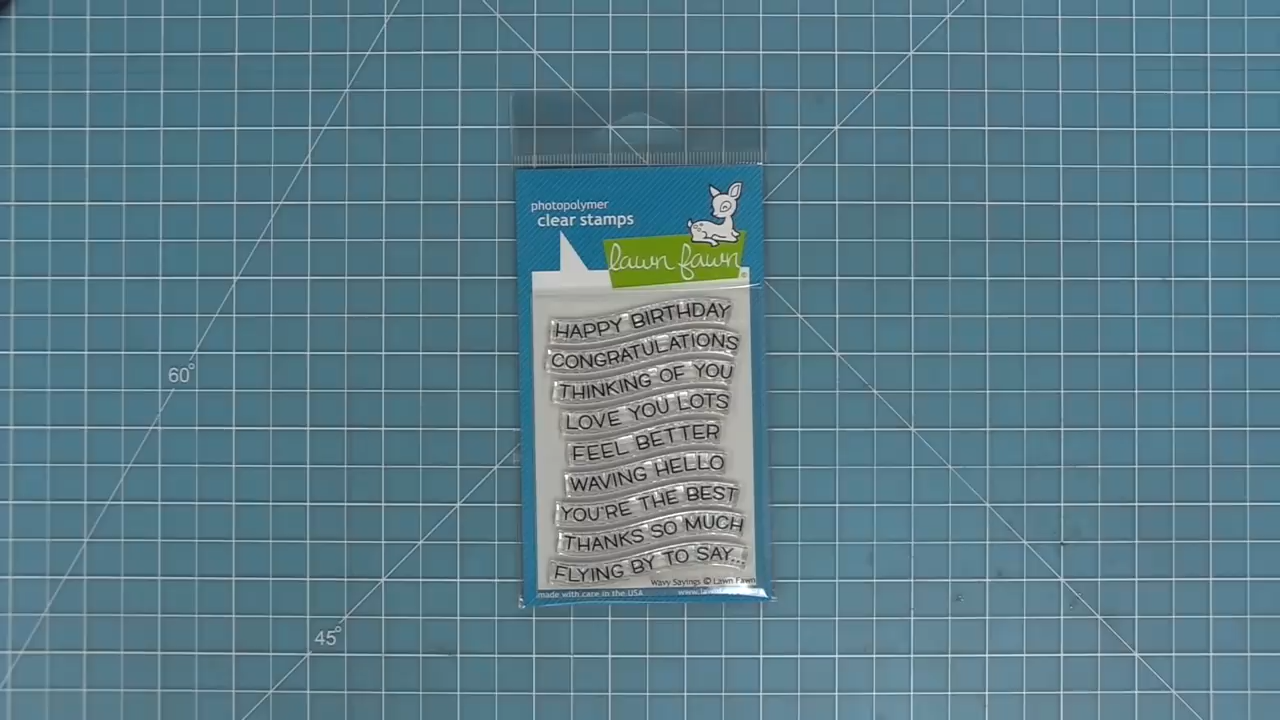 photopolymer
clear stamps
lawn fawn
HAPPY BIRTHDAY
CONGRATULATIONS
THINKING OF YOU
LOVE YOU LOTS
FEEL BETTER
WAVING HELLO
YOU'RE THE BEST
THANKS SO MUCH
FLYING BY TO SAY...
Wavy Sayings © Lawn Fawn
made with care in the USA
60°
45°